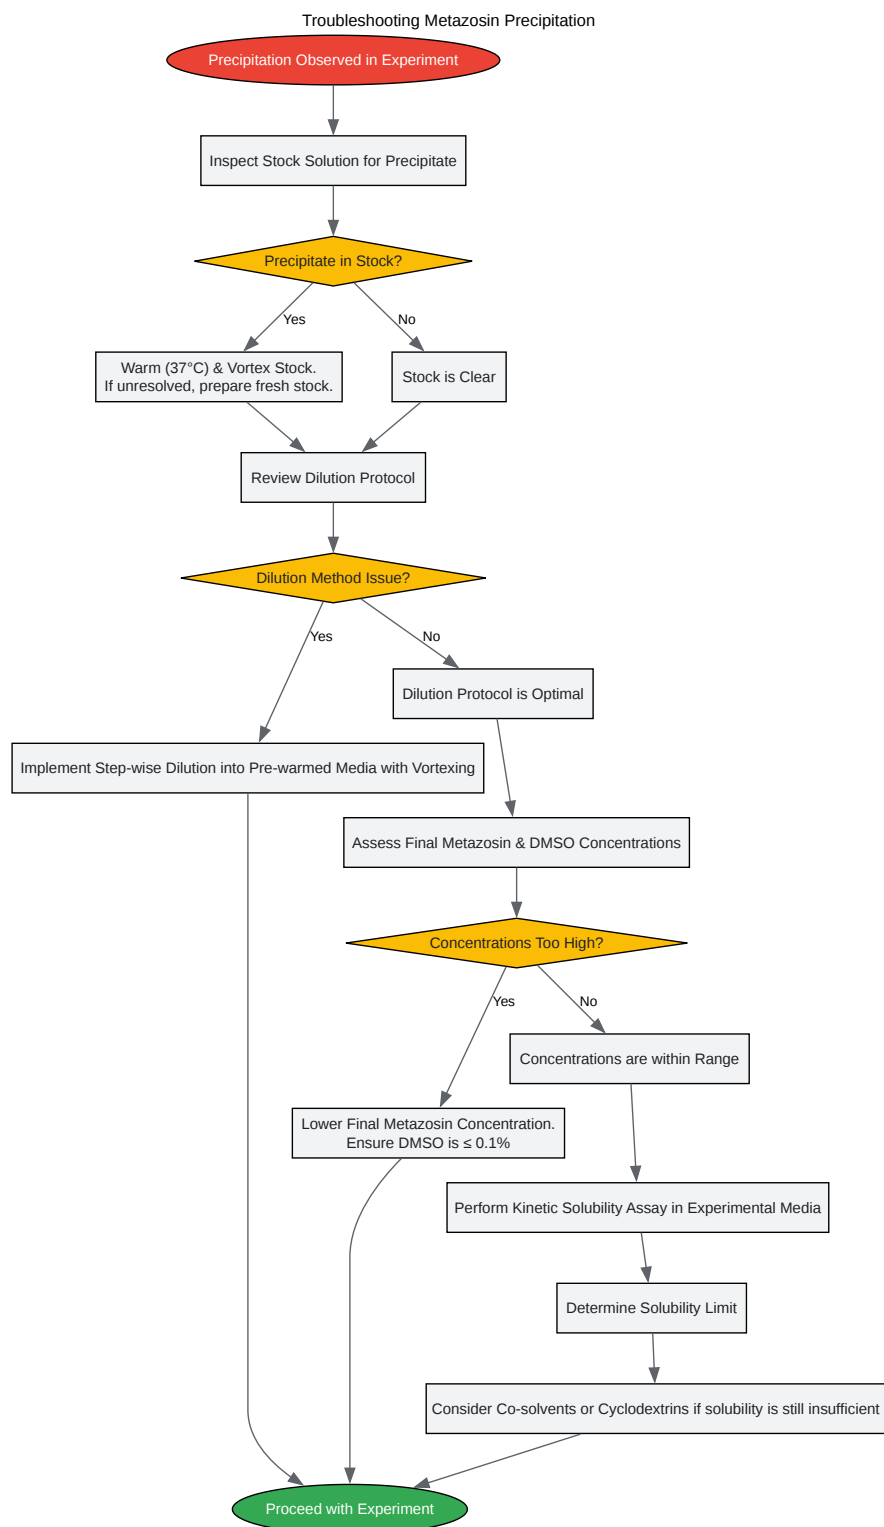 Troubleshooting Metazosin Precipitation
Precipitation Observed in Experiment
Inspect Stock Solution for Precipitate
Precipitate in Stock?
Yes
No
Warm (37°C) & Vortex Stock.
If unresolved, prepare fresh stock.
Stock is Clear
Review Dilution Protocol
Dilution Method Issue?
Yes
No
Dilution Protocol is Optimal
Implement Step-wise Dilution into Pre-warmed Media with Vortexing
Assess Final Metazosin & DMSO Concentrations
Concentrations Too High?
Yes
No
Concentrations are within Range
Lower Final Metazosin Concentration.
Ensure DMSO is ≤ 0.1%
Perform Kinetic Solubility Assay in Experimental Media
Determine Solubility Limit
Consider Co-solvents or Cyclodextrins if solubility is still insufficient
Proceed with Experiment